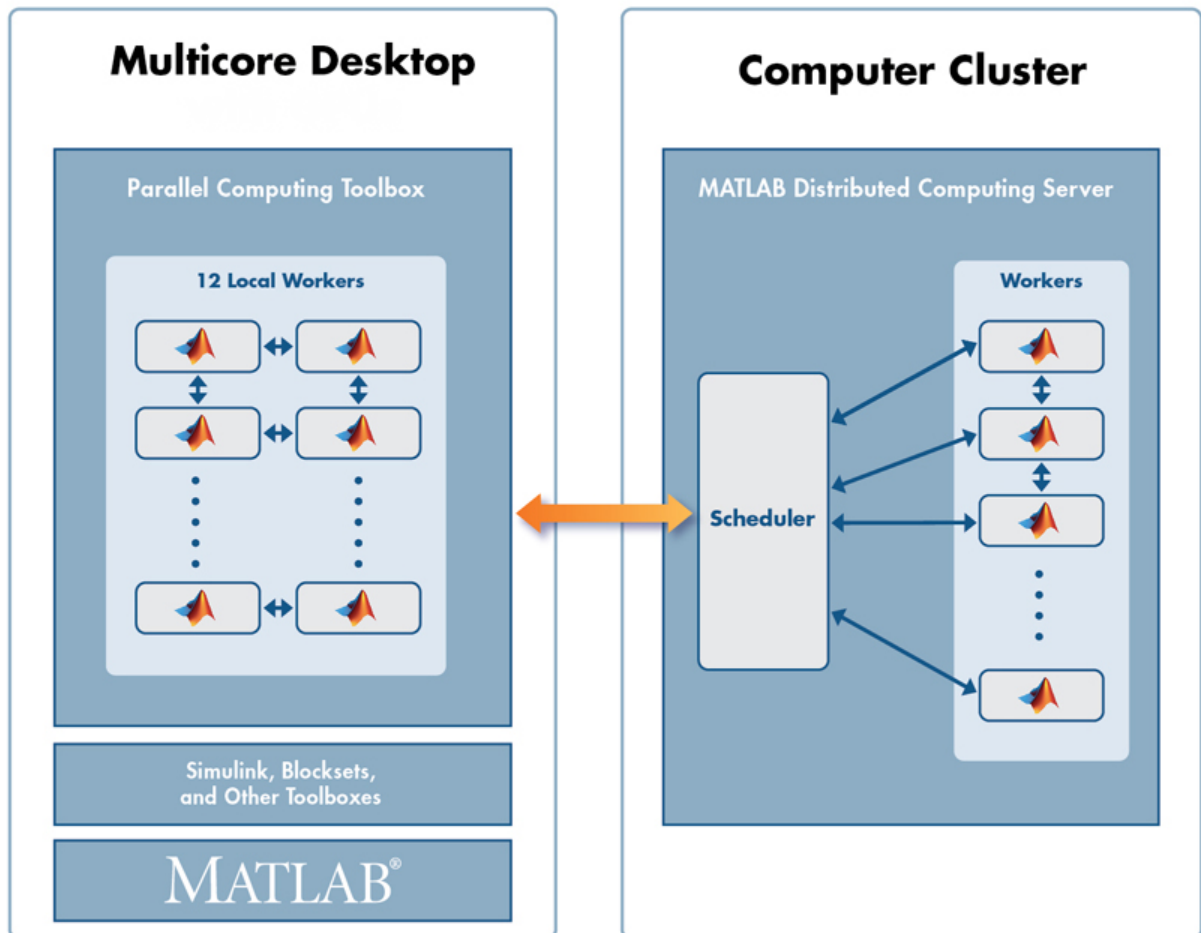 Multicore Desktop
Parallel Computing Toolbox
12 Local Workers
Simulink, Blocksets,
and Other Toolboxes
MATLAB®
Computer Cluster
MATLAB Distributed Computing Server
Workers
Scheduler